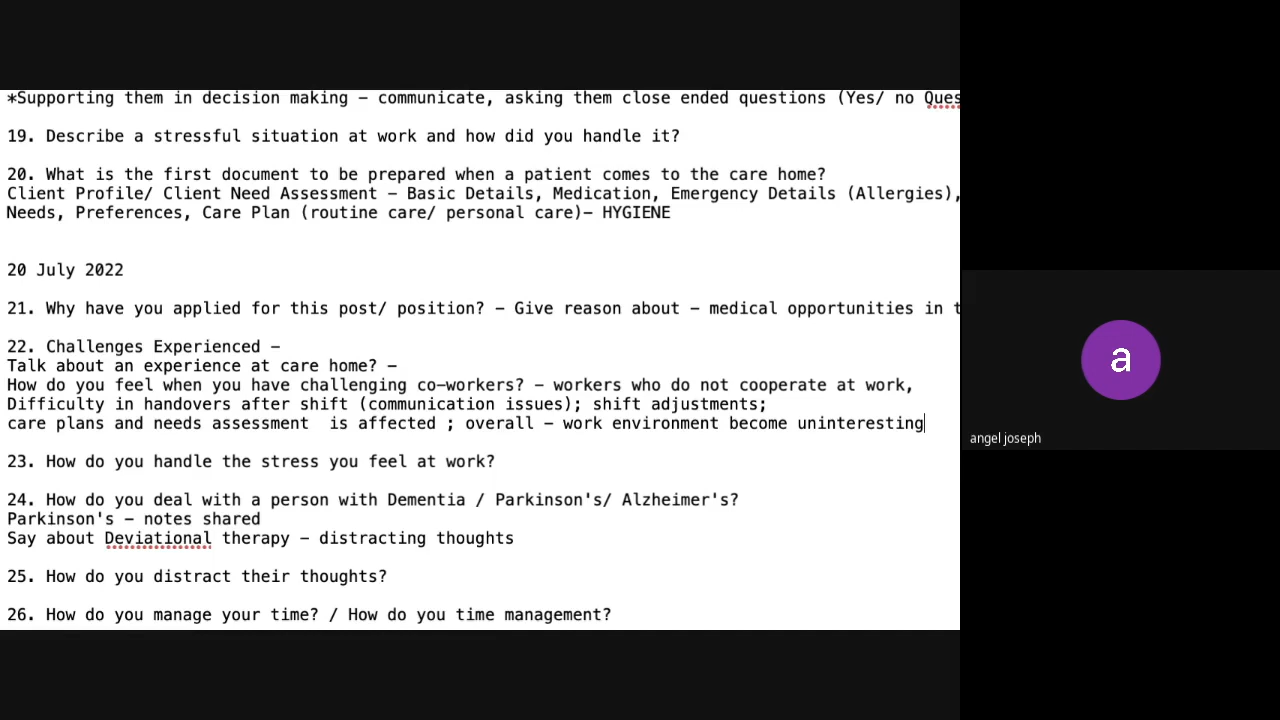 *Supporting them in decision making – communicate, asking them close ended questions (Yes/ no Ques
19. Describe a stressful situation at work and how did you handle it?
20. What is the first document to be prepared when a patient comes to the care home?
Client Profile/ Client Need Assessment – Basic Details, Medication, Emergency Details (Allergies),
Needs, Preferences, Care Plan (routine care/ personal care)– HYGIENE
20 July 2022
21. Why have you applied for this post/ position? – Give reason about – medical opportunities in t
22. Challenges Experienced –
Talk about an experience at care home? –
How do you feel when you have challenging co–workers? – workers who do not cooperate at work,
Difficulty in handovers after shift (communication issues); shift adjustments;
care plans and needs assessment  is affected ; overall – work environment become uninteresting
23. How do you handle the stress you feel at work?
24. How do you deal with a person with Dementia / Parkinson's/ Alzheimer's?
Parkinson's – notes shared
Say about Deviational therapy – distracting thoughts
25. How do you distract their thoughts?
26. How do you manage your time? / How do you time management?
a
angel joseph